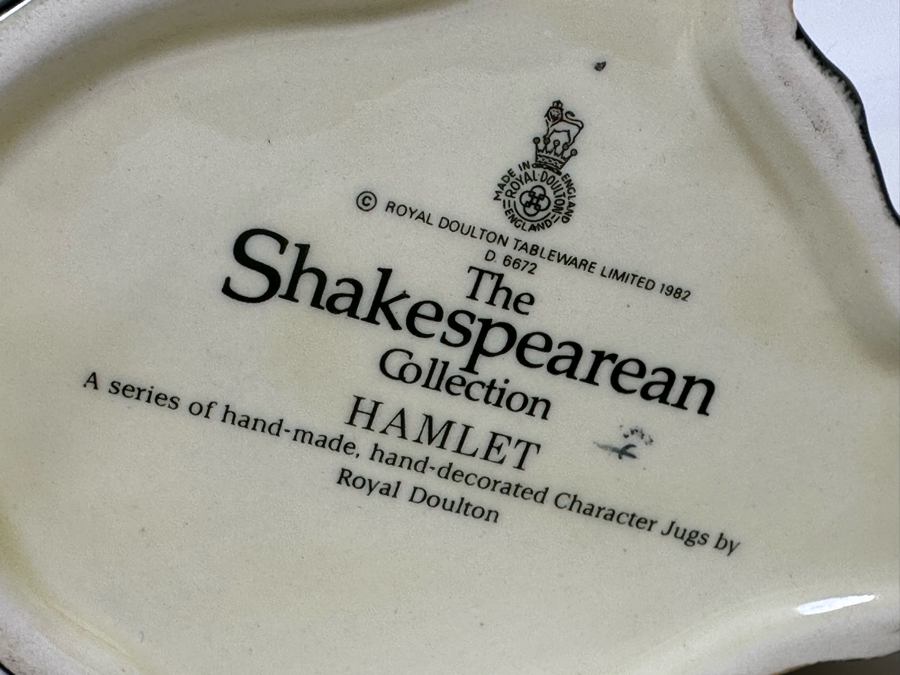 MADE IN ENGLAND
ROYAL DOULTON
ENGLAND
© ROYAL DOULTON TABLEWARE LIMITED 1982
D. 6672
The
Shakespearean
Collection
HAMLET
A series of hand-made, hand-decorated Character Jugs by
Royal Doulton